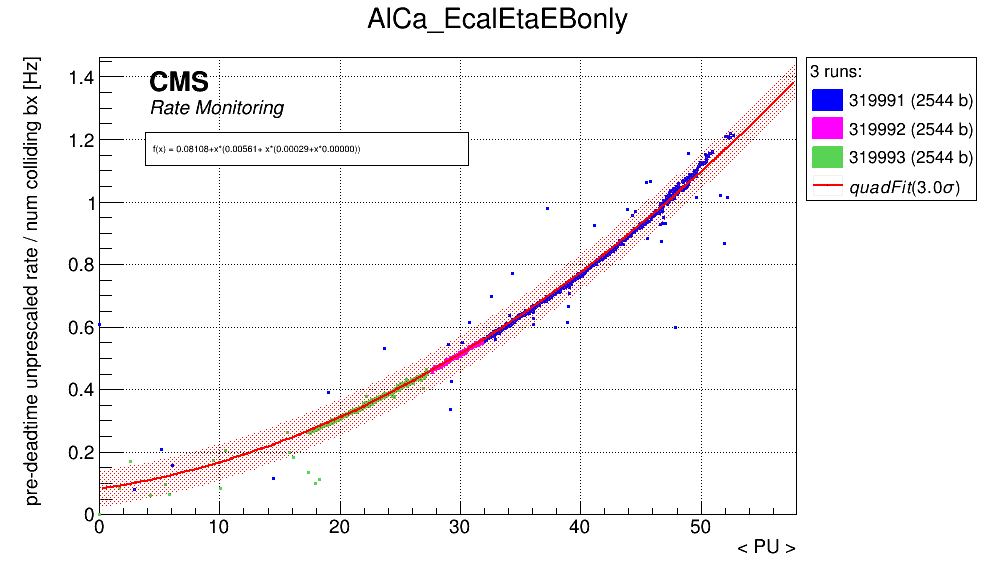 AlCa_EcalEtaEBonly
pre-deadtime unprescaled rate / num colliding bx [Hz]
CMS
Rate Monitoring
f(x) = 0.08108+x*(0.00561+ x*(0.00029+x*0.00000))
1.4
1.2
1
0.8
0.6
0.4
0.2
0
0 10 20 30 40 50
< PU >
3 runs:
319991 (2544 b)
319992 (2544 b)
319993 (2544 b)
quadFit(3.0σ)